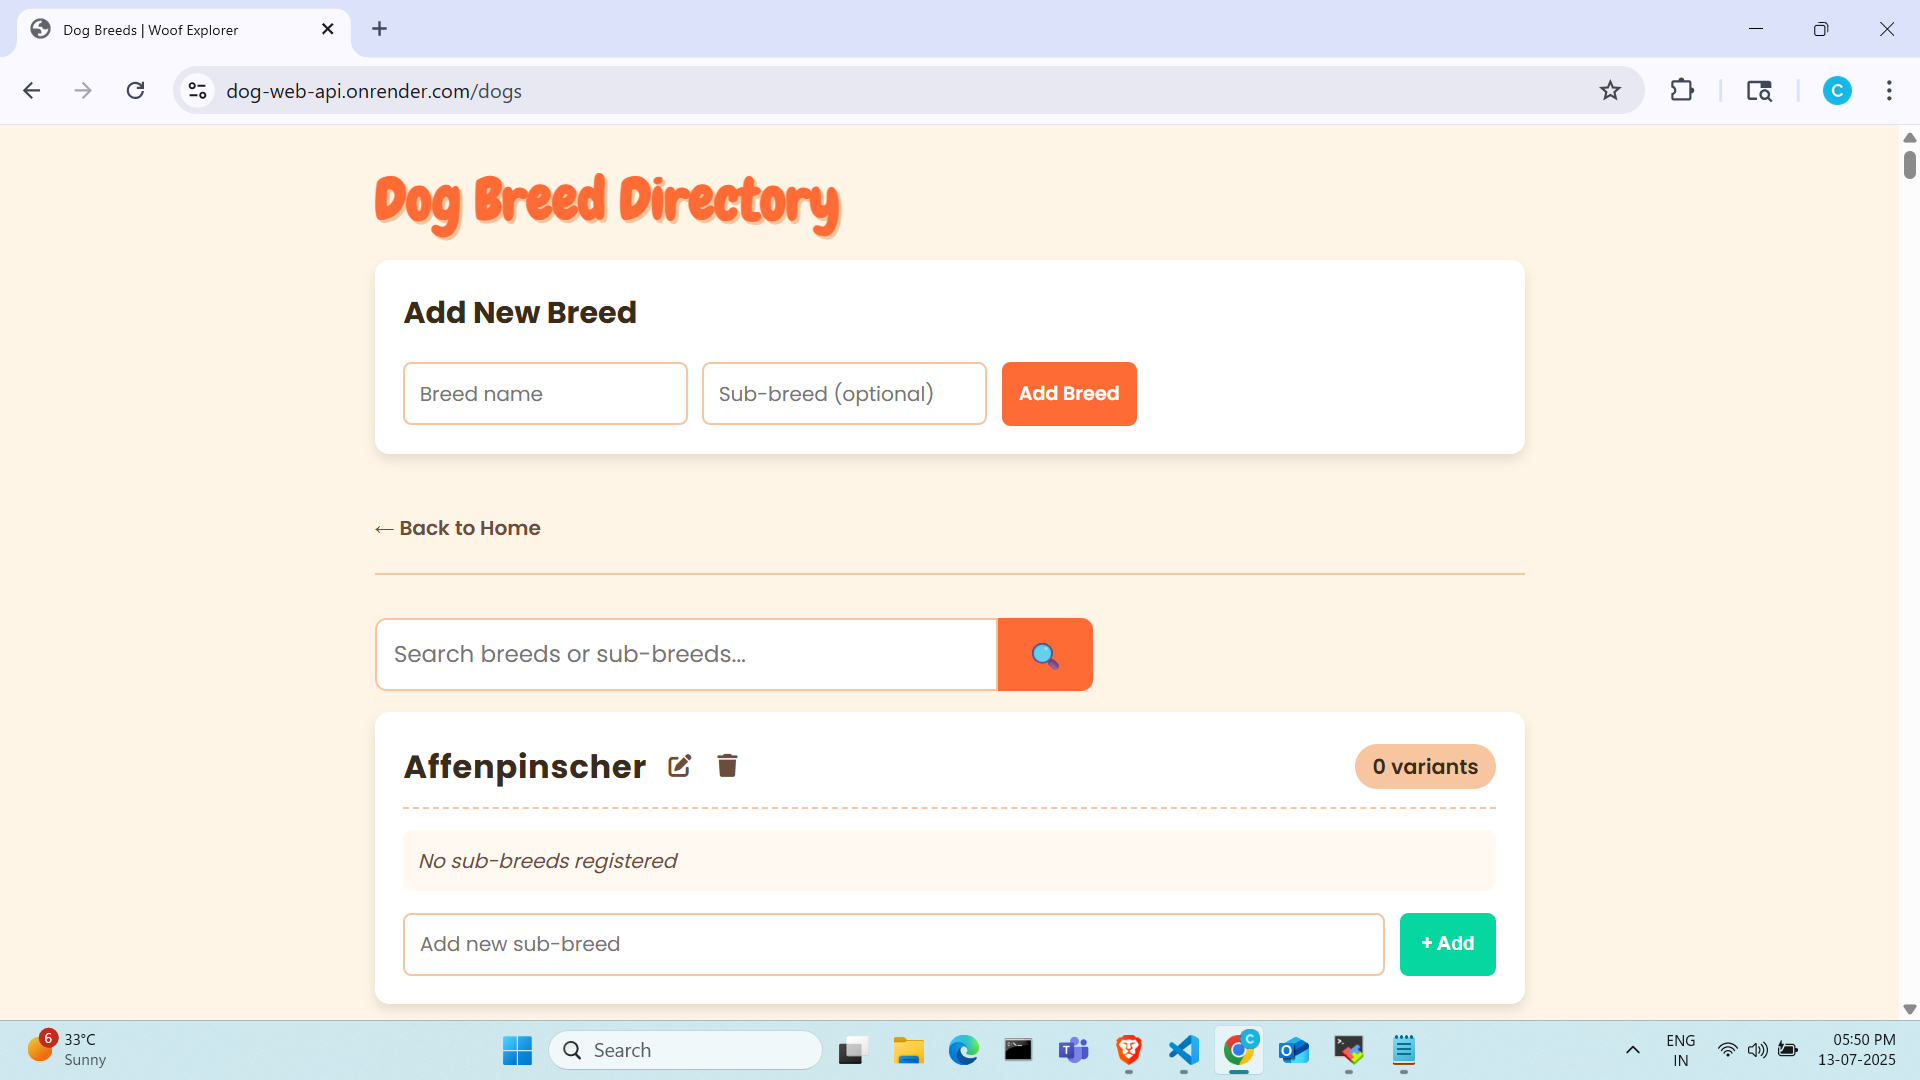 Dog Breeds | Woof Explorer
dog-web-api.onrender.com/dogs
C
Dog Breed Directory
Add New Breed
Breed name
Sub-breed (optional)
Add Breed
← Back to Home
Search breeds or sub-breeds...
Affenpinscher
0 variants
No sub-breeds registered
Add new sub-breed
+ Add
6
33°C
Sunny
Search
C
ENG
IN
05:50 PM
13-07-2025